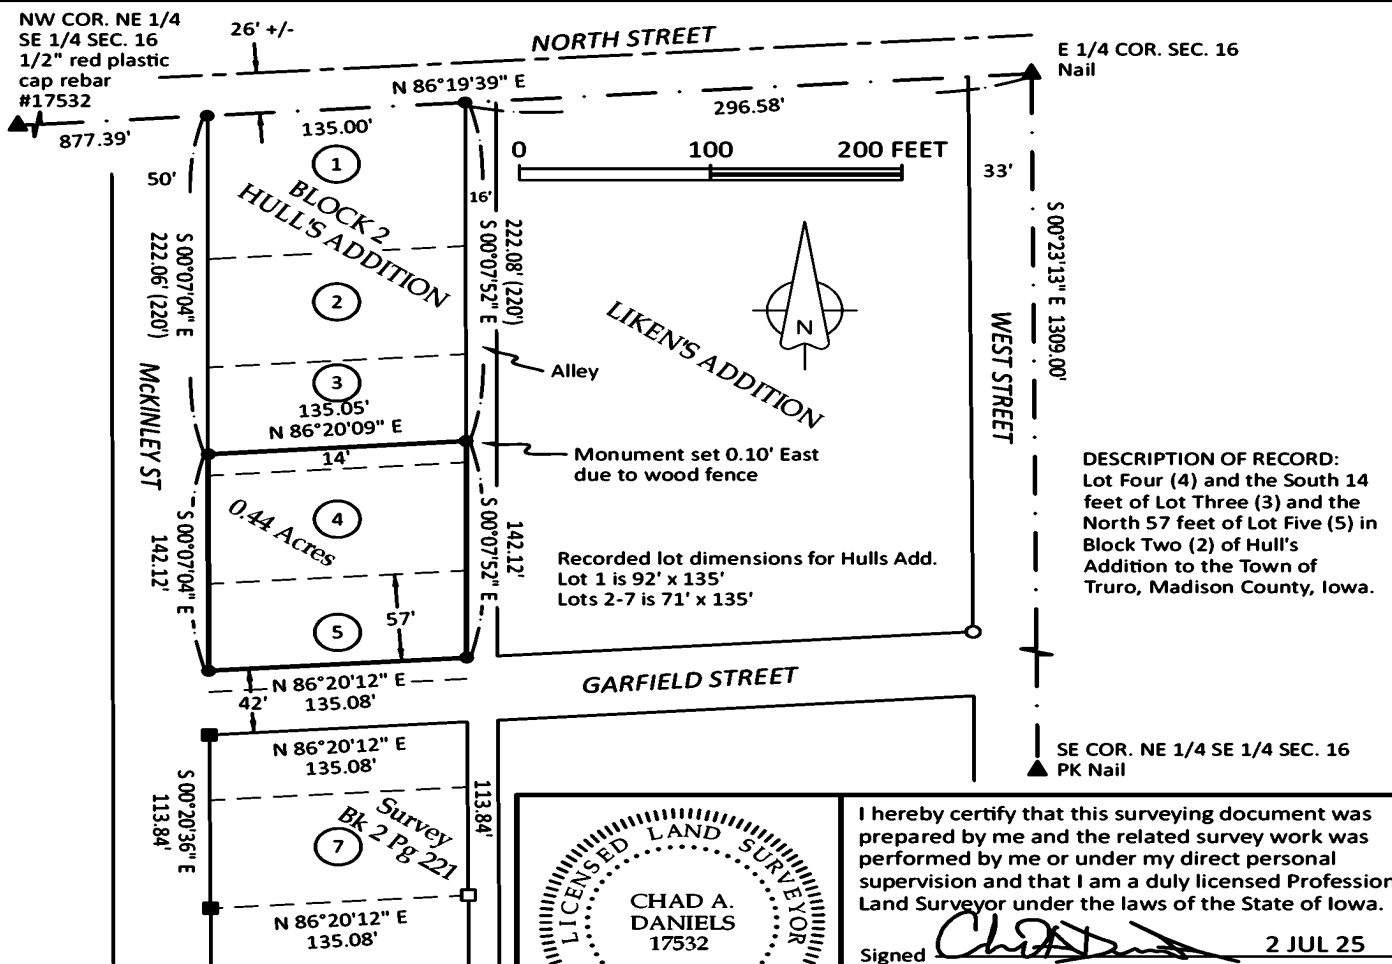 NW COR. NE 1/4
SE 1/4 SEC. 16
1/2" red plastic
cap rebar
#17532
26' +/-
NORTH STREET
E 1/4 COR. SEC. 16
Nail
N 86°19'39" E
877.39'
135.00'
296.58'
0 100 200 FEET
50'
1
BLOCK 2
HULL'S ADDITION
16'
33'
S 00°07'04" E
222.06' (220')
222.08' (220')
S 00°07'52" E
2
LIKEN'S ADDITION
N
S 00°23'13" E 1309.00'
WEST STREET
McKINLEY ST
Alley
3
135.05'
N 86°20'09" E
14'
Monument set 0.10' East
due to wood fence
DESCRIPTION OF RECORD:
Lot Four (4) and the South 14
feet of Lot Three (3) and the
North 57 feet of Lot Five (5) in
Block Two (2) of Hull's
Addition to the Town of
Truro, Madison County, Iowa.
0.44 Acres
4
S 00°07'04" E
142.12'
142.12'
S 00°07'52" E
Recorded lot dimensions for Hulls Add.
Lot 1 is 92' x 135'
Lots 2-7 is 71' x 135'
57'
5
N 86°20'12" E
135.08'
42'
GARFIELD STREET
N 86°20'12" E
135.08'
SE COR. NE 1/4 SE 1/4 SEC. 16
PK Nail
S 00°20'36" E
113.84'
113.84'
Survey
Bk 2 Pg 221
7
N 86°20'12" E
135.08'
LICENSED LAND SURVEYOR
CHAD A.
DANIELS
17532
I hereby certify that this surveying document was
prepared by me and the related survey work was
performed by me or under my direct personal
supervision and that I am a duly licensed Profession
Land Surveyor under the laws of the State of Iowa.
Signed 2 JUL 25